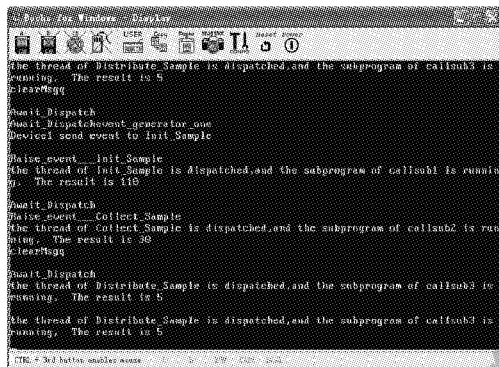 Bochs for Windows - Display
USER
Reset Power
the thread of Distribute_Sample is dispatched,and the subprogram of callsub3 is
running.  The result is 5
clearMsgq
Await_Dispatch
Await_Dispatchevent_generator_one
Device1 send event to Init_Sample
Raise_event___Init_Sample
the thread of Init_Sample is dispatched,and the subprogram of callsub1 is runnin
g.  The result is 110
Await_Dispatch
Raise_event___Collect_Sample
the thread of Collect_Sample is dispatched,and the subprogram of callsub2 is run
ning.  The result is 30
clearMsgq
Await_Dispatch
the thread of Distribute_Sample is dispatched,and the subprogram of callsub3 is
running.  The result is 5
the thread of Distribute_Sample is dispatched,and the subprogram of callsub3 is
running.  The result is 5
CTRL + 3rd button enables mouse